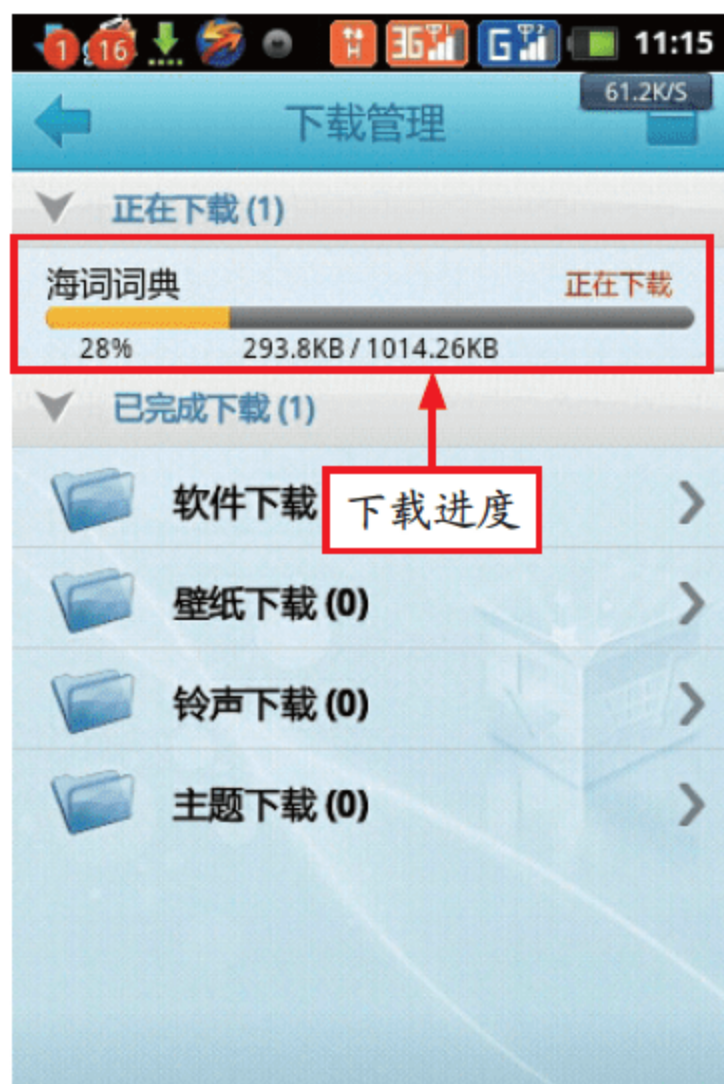 1 16 H 3G 1 G 2 11:15
61.2K/S
下载管理
正在下载 (1)
海词词典 正在下载
28% 293.8KB / 1014.26KB
已完成下载 (1)
软件下载
下载进度
壁纸下载 (0)
铃声下载 (0)
主题下载 (0)